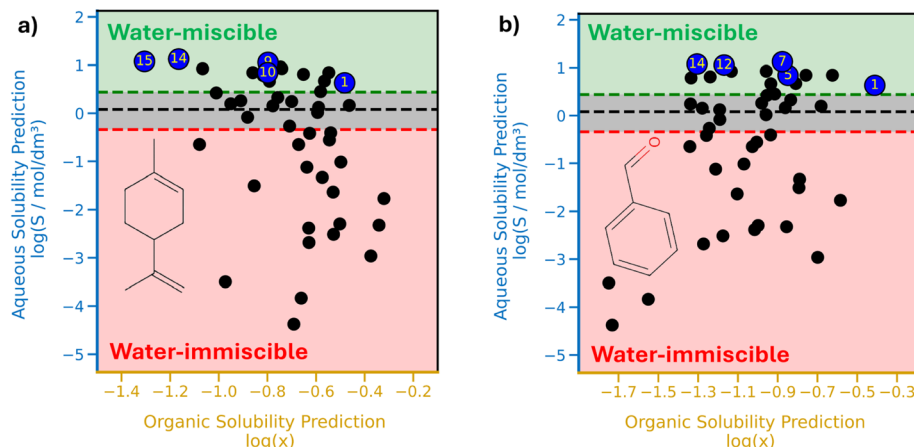 a)
Water-miscible
2
1
0
−1
−2
−3
−4
−5
15
14
9
10
1
Water-immiscible
−1.4
−1.2
−1.0
−0.8
−0.6
−0.4
−0.2
Aqueous Solubility Prediction
log(S / mol/dm³)
Organic Solubility Prediction
log(x)
b)
Water-miscible
2
1
0
−1
−2
−3
−4
−5
14
12
7
5
1
O
Water-immiscible
−1.7
−1.5
−1.3
−1.1
−0.9
−0.7
−0.5
−0.3
Aqueous Solubility Prediction
log(S / mol/dm³)
Organic Solubility Prediction
log(x)